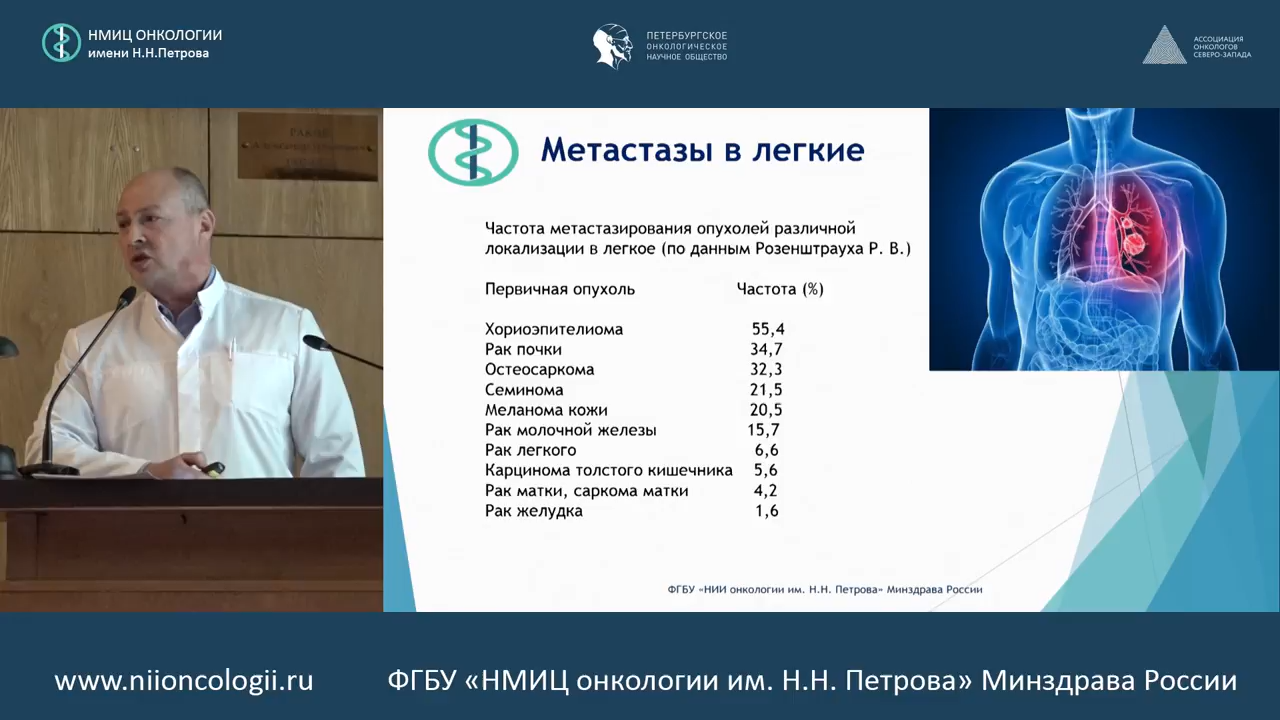 НМИЦ ОНКОЛОГИИ
имени Н.Н.Петрова
ПЕТЕРБУРГСКОЕ
ОНКОЛОГИЧЕСКОЕ
НАУЧНОЕ ОБЩЕСТВО
АССОЦИАЦИЯ
ОНКОЛОГОВ
СЕВЕРО-ЗАПАДА
Метастазы в легкие
Частота метастазирования опухолей различной
локализации в легкое (по данным Розенштрауха Р. В.)
Первичная опухоль Частота (%)
Хориоэпителиома 55,4
Рак почки 34,7
Остеосаркома 32,3
Семинома 21,5
Меланома кожи 20,5
Рак молочной железы 15,7
Рак легкого 6,6
Карцинома толстого кишечника 5,6
Рак матки, саркома матки 4,2
Рак желудка 1,6
ФГБУ «НИИ онкологии им. Н.Н. Петрова» Минздрава России
www.niioncologii.ru ФГБУ «НМИЦ онкологии им. Н.Н. Петрова» Минздрава России